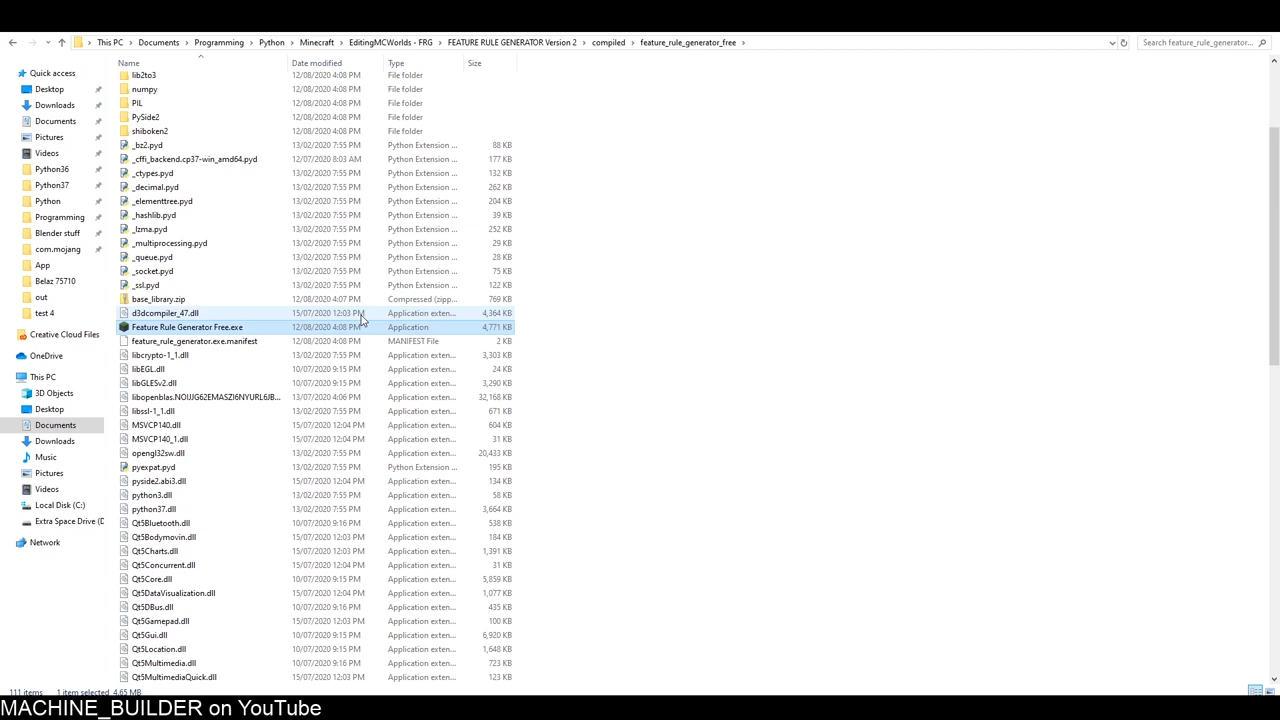 This PC > Documents > Programming > Python > Minecraft > EditingMCWorlds - FRG > FEATURE RULE GENERATOR Version 2 > compiled > feature_rule_generator_free >
Search feature_rule_generator...
Name Date modified Type Size
Quick access
Desktop
Downloads
Documents
Pictures
Videos
Python36
Python37
Python
Programming
Blender stuff
com.mojang
App
Belaz 75710
out
test 4
Creative Cloud Files
OneDrive
This PC
3D Objects
Desktop
Documents
Downloads
Music
Pictures
Videos
Local Disk (C:)
Extra Space Drive (D
Network
lib2to3 12/08/2020 4:08 PM File folder
numpy 12/08/2020 4:08 PM File folder
PIL 12/08/2020 4:08 PM File folder
PySide2 12/08/2020 4:08 PM File folder
shiboken2 12/08/2020 4:08 PM File folder
_bz2.pyd 13/02/2020 7:55 PM Python Extension ... 88 KB
_cffi_backend.cp37-win_amd64.pyd 12/07/2020 8:03 AM Python Extension ... 177 KB
_ctypes.pyd 13/02/2020 7:55 PM Python Extension ... 132 KB
_decimal.pyd 13/02/2020 7:55 PM Python Extension ... 262 KB
_elementtree.pyd 13/02/2020 7:55 PM Python Extension ... 204 KB
_hashlib.pyd 13/02/2020 7:55 PM Python Extension ... 39 KB
_lzma.pyd 13/02/2020 7:55 PM Python Extension ... 252 KB
_multiprocessing.pyd 13/02/2020 7:55 PM Python Extension ... 29 KB
_queue.pyd 13/02/2020 7:55 PM Python Extension ... 28 KB
_socket.pyd 13/02/2020 7:55 PM Python Extension ... 75 KB
_ssl.pyd 13/02/2020 7:55 PM Python Extension ... 122 KB
base_library.zip 12/08/2020 4:07 PM Compressed (zipp... 769 KB
d3dcompiler_47.dll 15/07/2020 12:03 PM Application exten... 4,364 KB
Feature Rule Generator Free.exe 12/08/2020 4:08 PM Application 4,771 KB
feature_rule_generator.exe.manifest 12/08/2020 4:08 PM MANIFEST File 2 KB
libcrypto-1_1.dll 13/02/2020 7:55 PM Application exten... 3,303 KB
libEGL.dll 10/07/2020 9:15 PM Application exten... 24 KB
libGLESv2.dll 10/07/2020 9:15 PM Application exten... 3,290 KB
libopenblas.NOIJJG62EMASZI6NYURL6JB... 13/07/2020 4:06 PM Application exten... 32,168 KB
libssl-1_1.dll 13/02/2020 7:55 PM Application exten... 671 KB
MSVCP140.dll 15/07/2020 12:04 PM Application exten... 604 KB
MSVCP140_1.dll 15/07/2020 12:04 PM Application exten... 31 KB
opengl32sw.dll 13/02/2020 7:55 PM Application exten... 20,433 KB
pyexpat.pyd 13/02/2020 7:55 PM Python Extension ... 195 KB
pyside2.abi3.dll 15/07/2020 12:04 PM Application exten... 134 KB
python3.dll 13/02/2020 7:55 PM Application exten... 58 KB
python37.dll 13/02/2020 7:55 PM Application exten... 3,664 KB
Qt5Bluetooth.dll 10/07/2020 9:16 PM Application exten... 538 KB
Qt5Bodymovin.dll 15/07/2020 12:03 PM Application exten... 184 KB
Qt5Charts.dll 15/07/2020 12:03 PM Application exten... 1,391 KB
Qt5Concurrent.dll 15/07/2020 12:04 PM Application exten... 31 KB
Qt5Core.dll 10/07/2020 9:15 PM Application exten... 5,859 KB
Qt5DataVisualization.dll 15/07/2020 12:04 PM Application exten... 1,077 KB
Qt5DBus.dll 10/07/2020 9:16 PM Application exten... 435 KB
Qt5Gamepad.dll 15/07/2020 12:03 PM Application exten... 100 KB
Qt5Gui.dll 10/07/2020 9:15 PM Application exten... 6,920 KB
Qt5Location.dll 10/07/2020 9:15 PM Application exten... 1,648 KB
Qt5Multimedia.dll 10/07/2020 9:16 PM Application exten... 723 KB
Qt5MultimediaQuick.dll 15/07/2020 12:03 PM Application exten... 123 KB
111 items 1 item selected 4.65 MB
MACHINE_BUILDER on YouTube